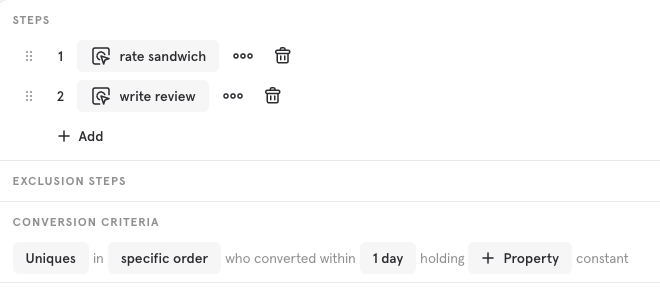 STEPS
1 rate sandwich
2 write review
+ Add
EXCLUSION STEPS
CONVERSION CRITERIA
Uniques in specific order who converted within 1 day holding + Property constant